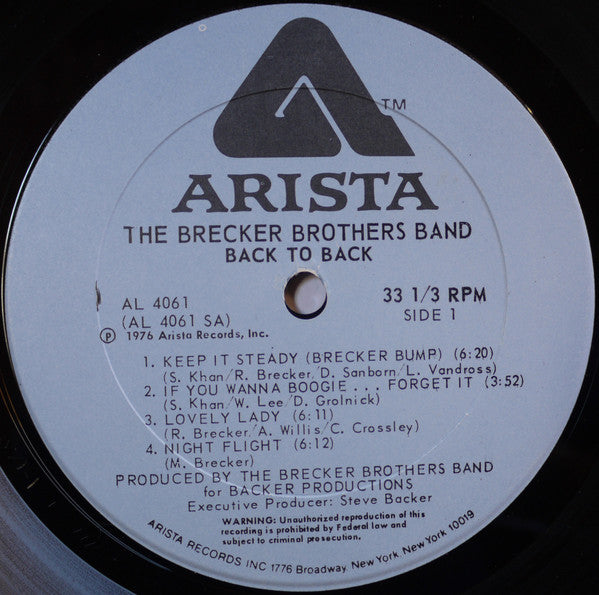 TM
ARISTA
THE BRECKER BROTHERS BAND
BACK TO BACK
AL 4061
(AL 4061 SA)
℗ 1976 Arista Records, Inc.
33 1/3 RPM
SIDE 1
1. KEEP IT STEADY (BRECKER BUMP) (6:20)
(S. Khan/R. Brecker/D. Sanborn/L. Vandross)
2. IF YOU WANNA BOOGIE . . . FORGET IT (3:52)
(S. Khan/W. Lee/D. Grolnick)
3. LOVELY LADY (6:11)
(R. Brecker/A. Willis/C. Crossley)
4. NIGHT FLIGHT (6:12)
(M. Brecker)
PRODUCED BY THE BRECKER BROTHERS BAND
for BACKER PRODUCTIONS
Executive Producer: Steve Backer
WARNING: Unauthorized reproduction of this
recording is prohibited by Federal law and
subject to criminal prosecution.
ARISTA RECORDS INC 1776 Broadway, New York, New York 10019